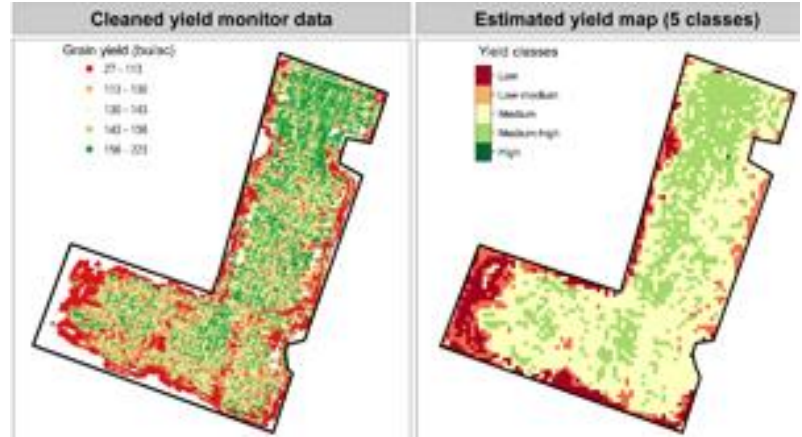 Cleaned yield monitor data
Grain yield (bu/ac)
27 - 113
113 - 130
130 - 143
143 - 156
156 - 223
Estimated yield map (5 classes)
Yield classes
Low
Low-medium
Medium
Medium-high
High